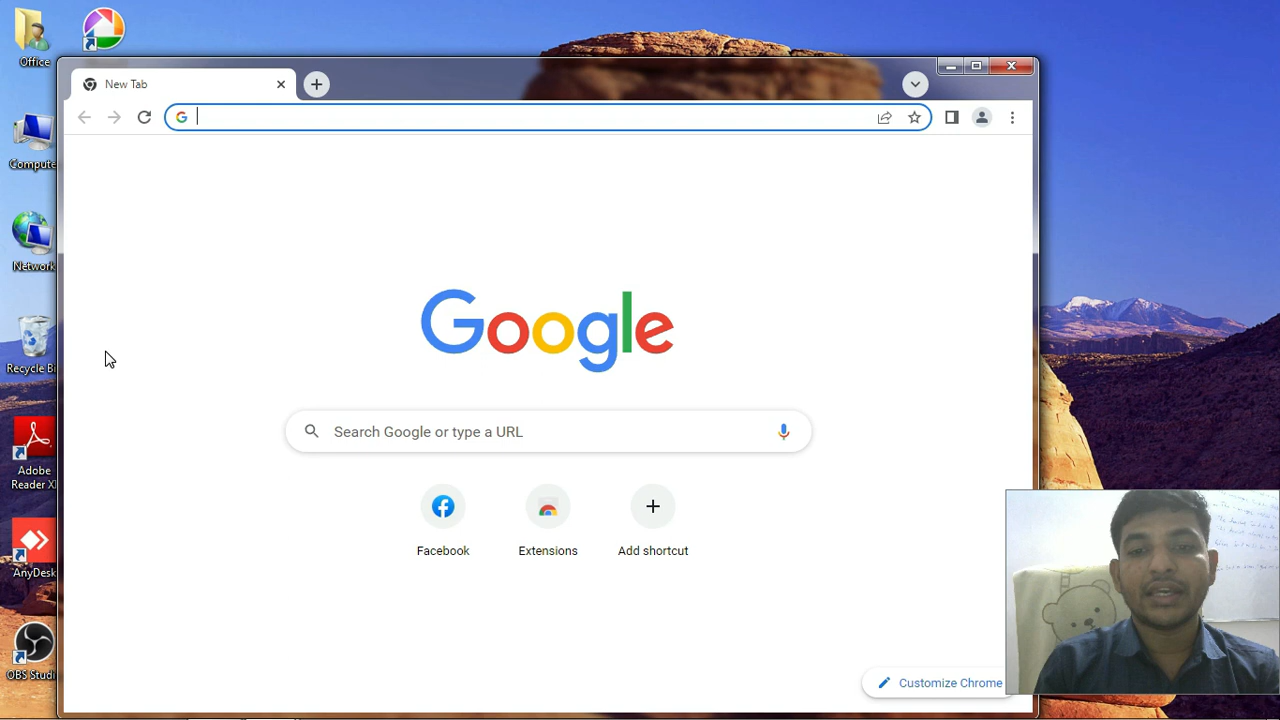 Office
New Tab
Compute
Google
Network
Recycle Bi
Search Google or type a URL
Adobe
Reader XI
Facebook
Extensions
Add shortcut
AnyDesk
OBS Studi
Customize Chrome